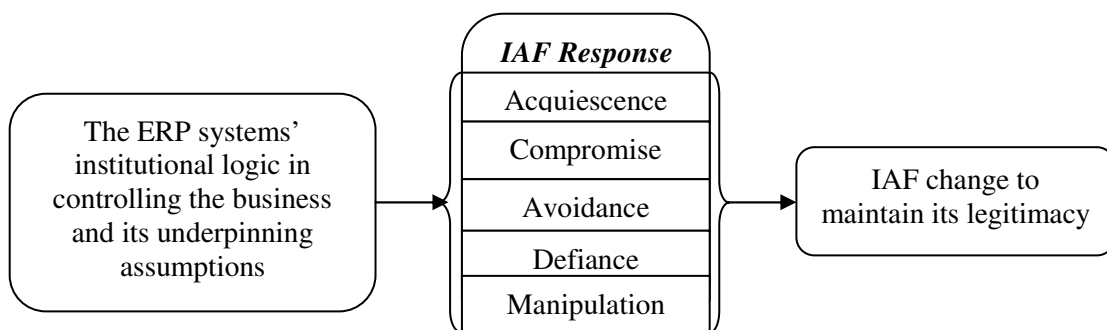 The ERP systems’
institutional logic in
controlling the business
and its underpinning
assumptions
IAF Response
Acquiescence
Compromise
Avoidance
Defiance
Manipulation
IAF change to
maintain its legitimacy